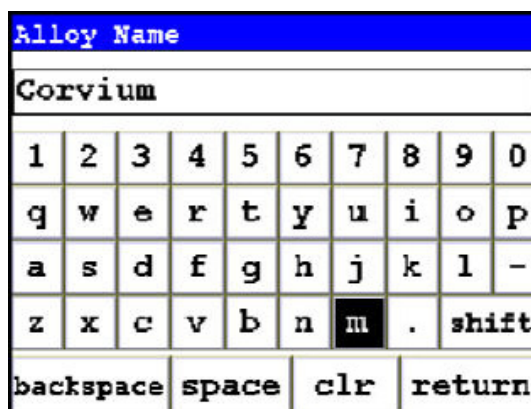 Alloy Name
Corvium
1 2 3 4 5 6 7 8 9 0
q w e r t y u i o p
a s d f g h j k l -
z x c v b n m . shift
backspace space clr return